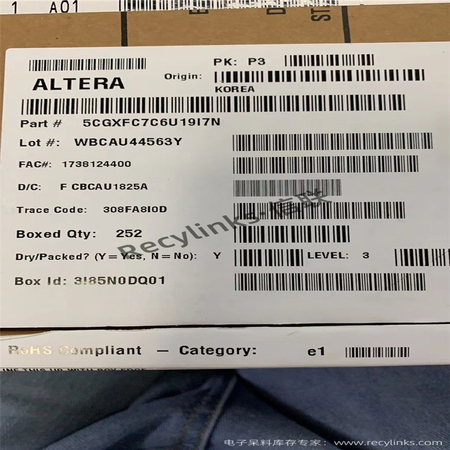 1 A01
ALTERA
PK: P3
Origin:
KOREA
Part # 5CGXFC7C6U19I7N
Lot #: WBCAU44563Y
FAC#: 1738124400
D/C: F CBCAU1825A
Trace Code: 308FA8I0D
Boxed Qty: 252
Dry/Packed? (Y=Yes, N=No): Y LEVEL: 3
Box Id: 3I85N0DQ01
Recylinks-信联
RoHS Compliant – Category: e1
电子呆料库存专家: www.recylinks.com